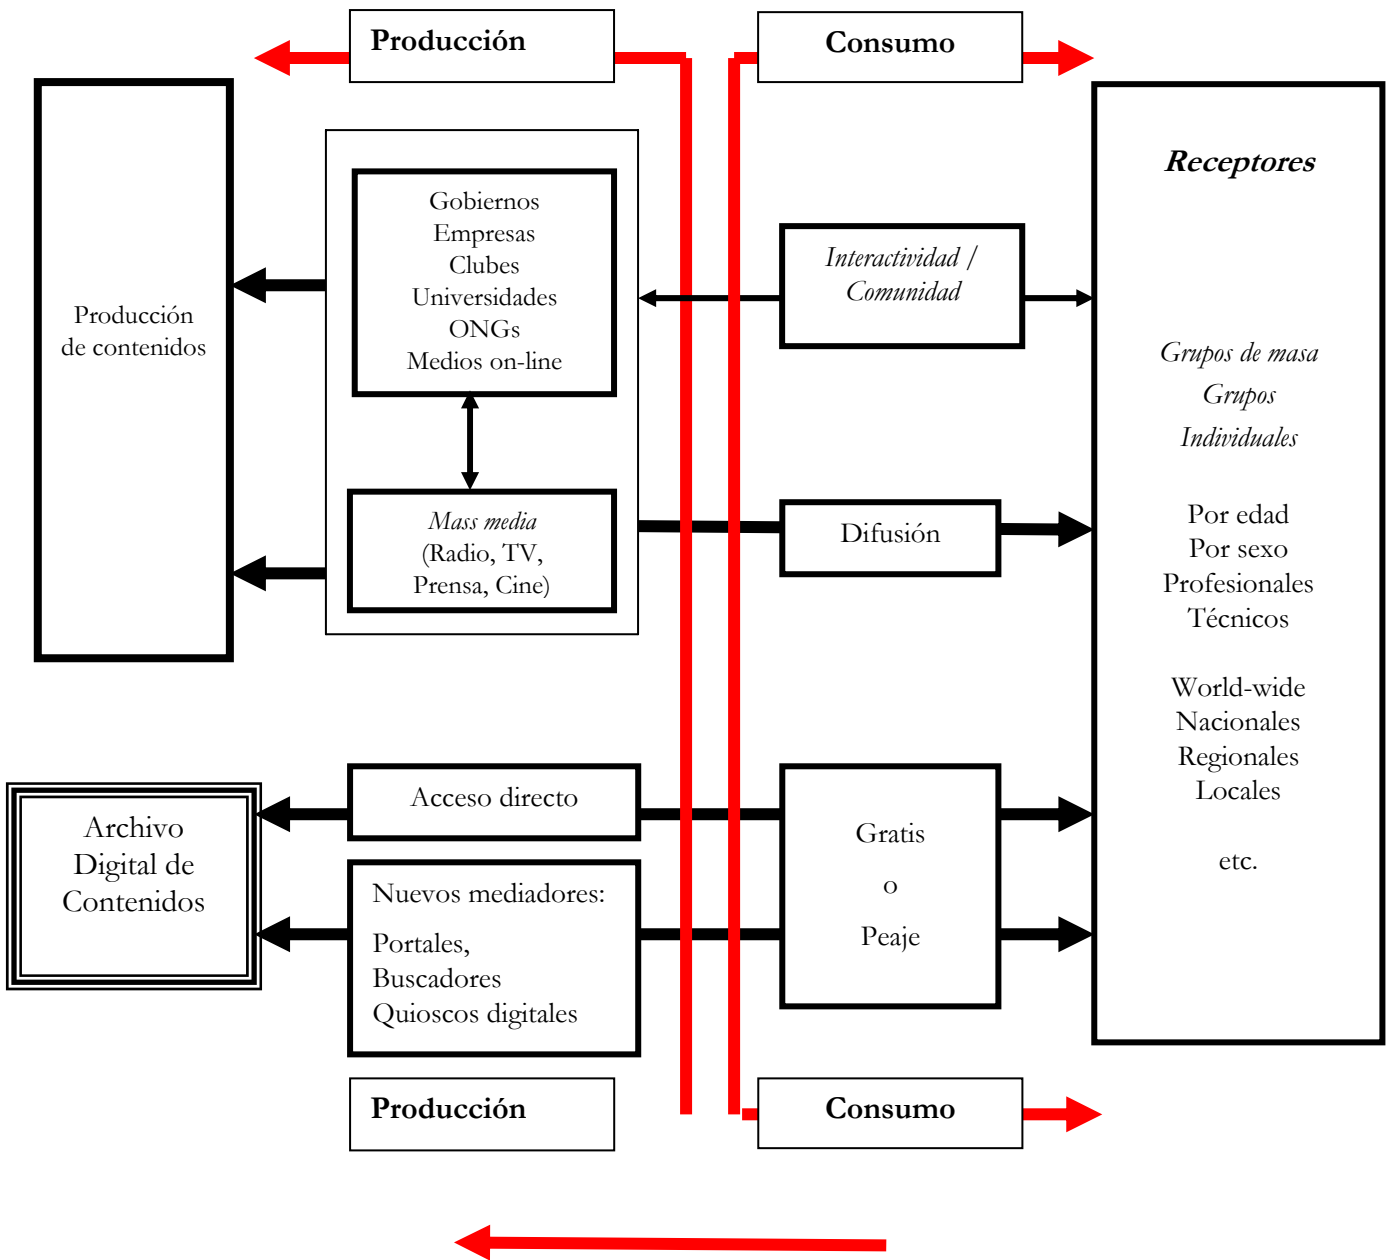 Producción
Consumo
Producción
de contenidos
Gobiernos
Empresas
Clubes
Universidades
ONGs
Medios on-line
Mass media
(Radio, TV,
Prensa, Cine)
Interactividad /
Comunidad
Difusión
Receptores
Grupos de masa
Grupos
Individuales
Por edad
Por sexo
Profesionales
Técnicos
World-wide
Nacionales
Regionales
Locales
etc.
Archivo
Digital de
Contenidos
Acceso directo
Nuevos mediadores:
Portales,
Buscadores
Quioscos digitales
Gratis
o
Peaje
Producción
Consumo